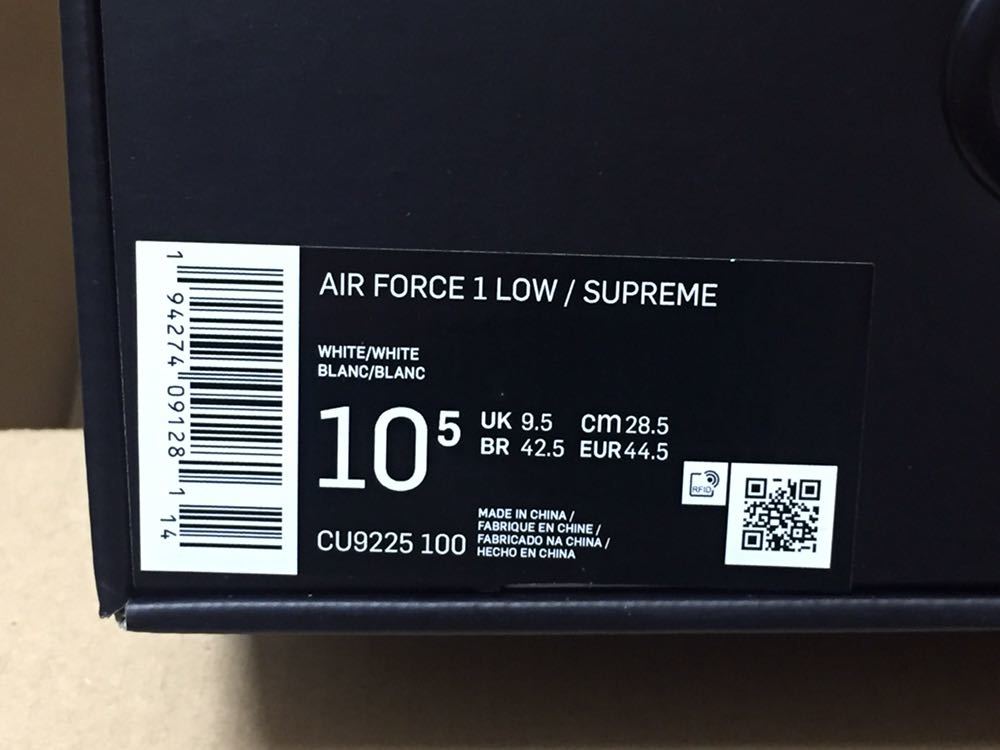 AIR FORCE 1 LOW / SUPREME
WHITE/WHITE
BLANC/BLANC
10 5
UK 9.5 cm 28.5
BR 42.5 EUR 44.5
RFID
CU9225 100
MADE IN CHINA /
FABRIQUE EN CHINE /
FABRICADO NA CHINA /
HECHO EN CHINA
1 94274 09128 1 14